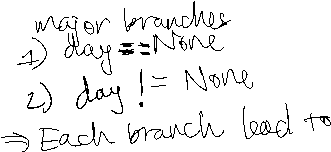 major branches
1) day == None
2) day != None
⇒ Each branch lead to